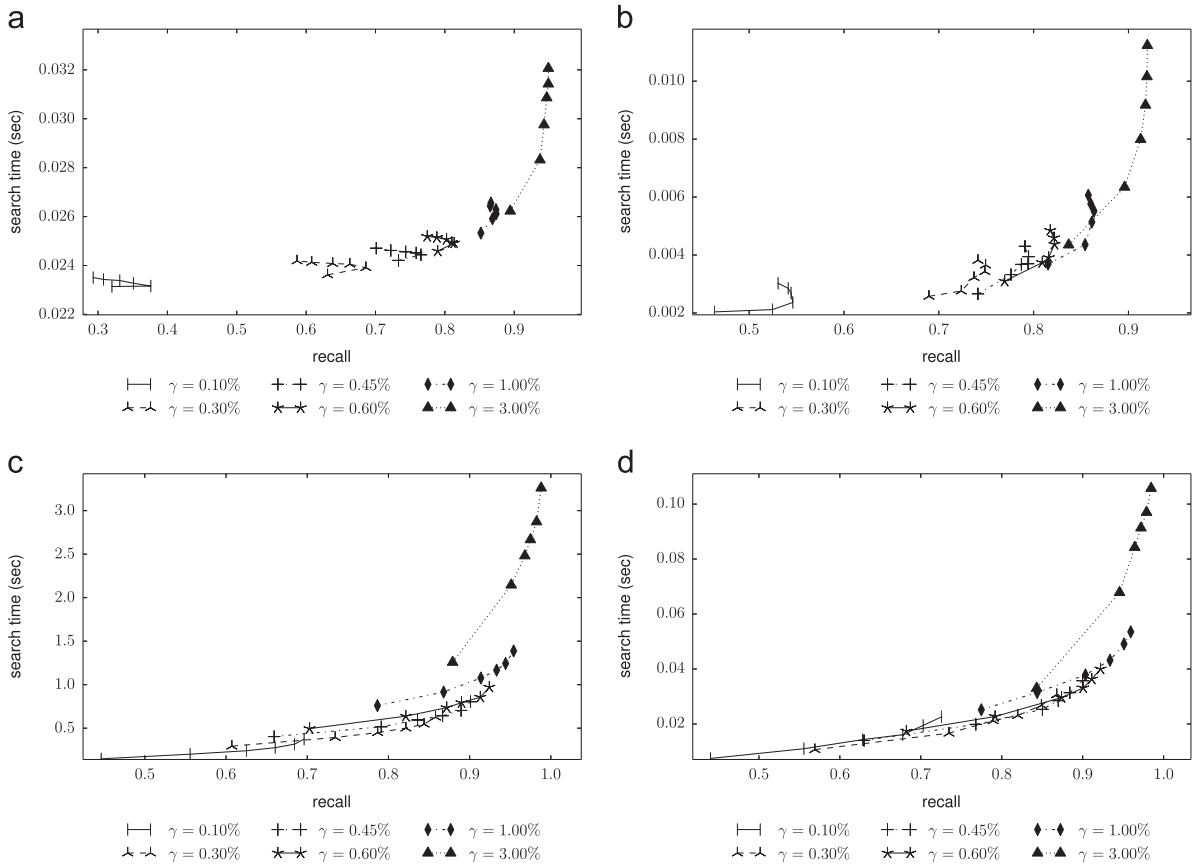 a
b
search time (sec)
0.032
0.030
0.028
0.026
0.024
0.022
0.3 0.4 0.5 0.6 0.7 0.8 0.9
recall
γ = 0.10% γ = 0.45% γ = 1.00%
γ = 0.30% γ = 0.60% γ = 3.00%
search time (sec)
0.010
0.008
0.006
0.004
0.002
0.5 0.6 0.7 0.8 0.9
recall
γ = 0.10% γ = 0.45% γ = 1.00%
γ = 0.30% γ = 0.60% γ = 3.00%
c
d
search time (sec)
3.0
2.5
2.0
1.5
1.0
0.5
0.5 0.6 0.7 0.8 0.9 1.0
recall
γ = 0.10% γ = 0.45% γ = 1.00%
γ = 0.30% γ = 0.60% γ = 3.00%
search time (sec)
0.10
0.08
0.06
0.04
0.02
0.5 0.6 0.7 0.8 0.9 1.0
recall
γ = 0.10% γ = 0.45% γ = 1.00%
γ = 0.30% γ = 0.60% γ = 3.00%